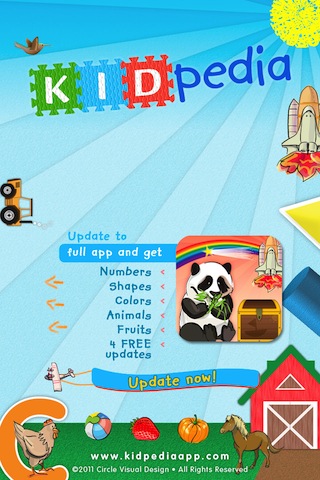 KIDpedia
Update to
full app and get
Numbers <
Shapes <
Colors <
Animals <
Fruits <
4 FREE <
updates
Update now!
C
www.kidpediaapp.com
©2011 Circle Visual Design • All Rights Reserved